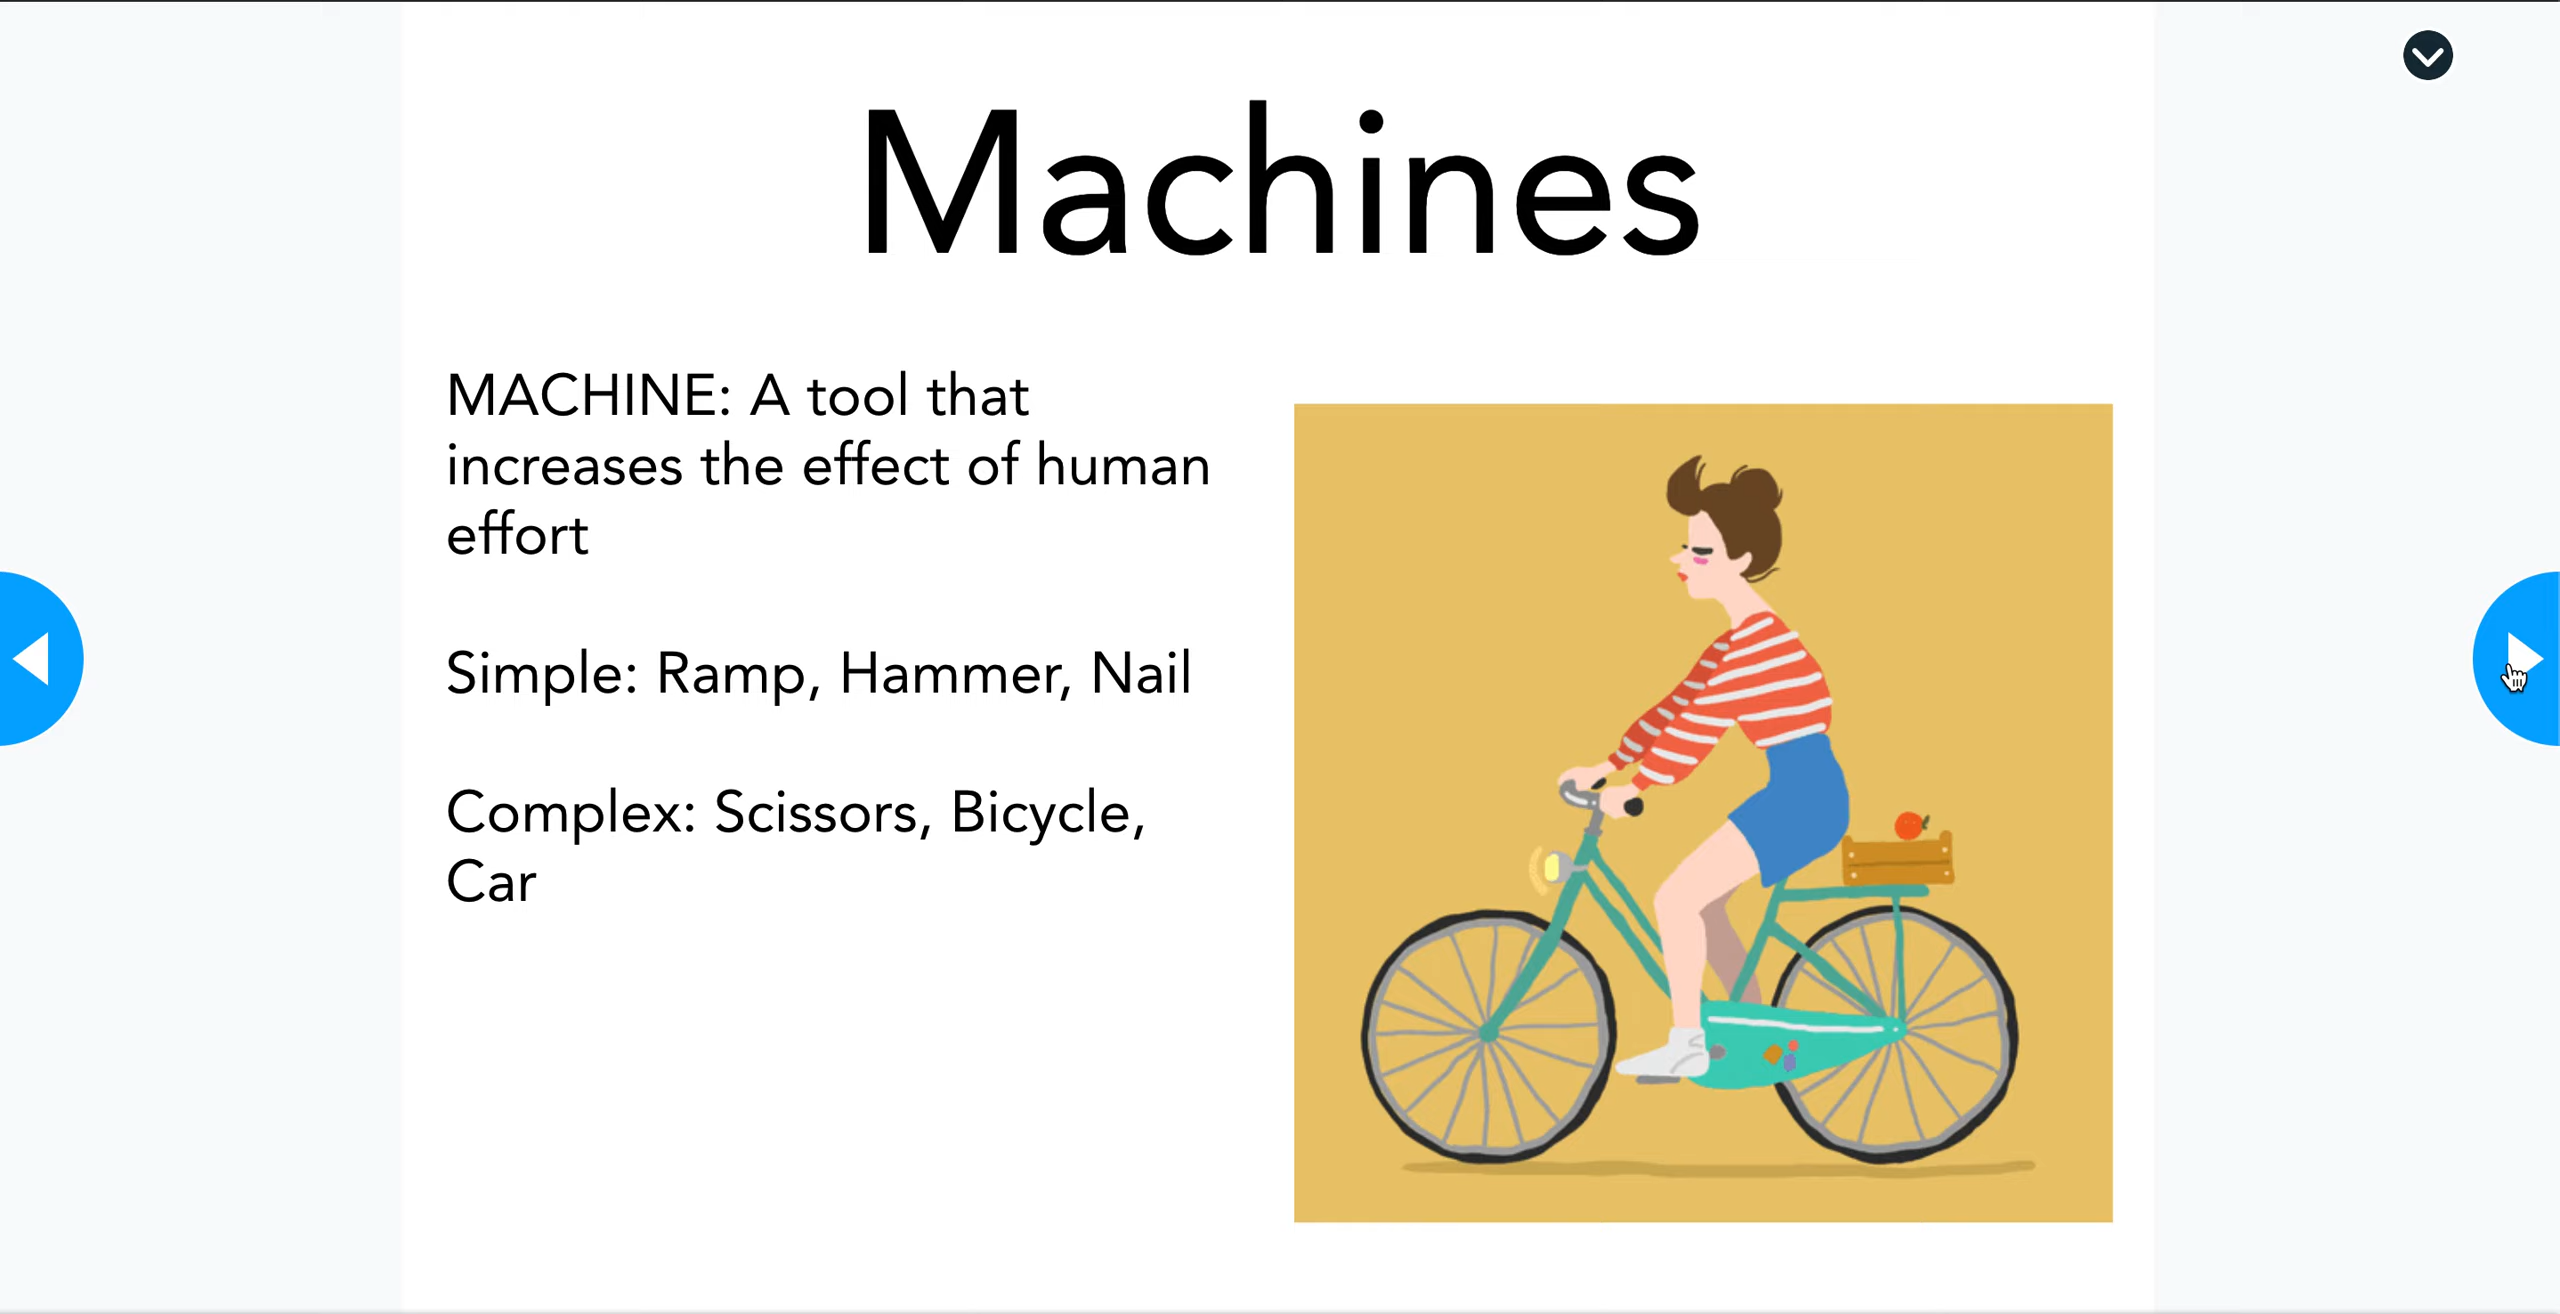 Machines
MACHINE: A tool that
increases the effect of human
effort
Simple: Ramp, Hammer, Nail
Complex: Scissors, Bicycle,
Car